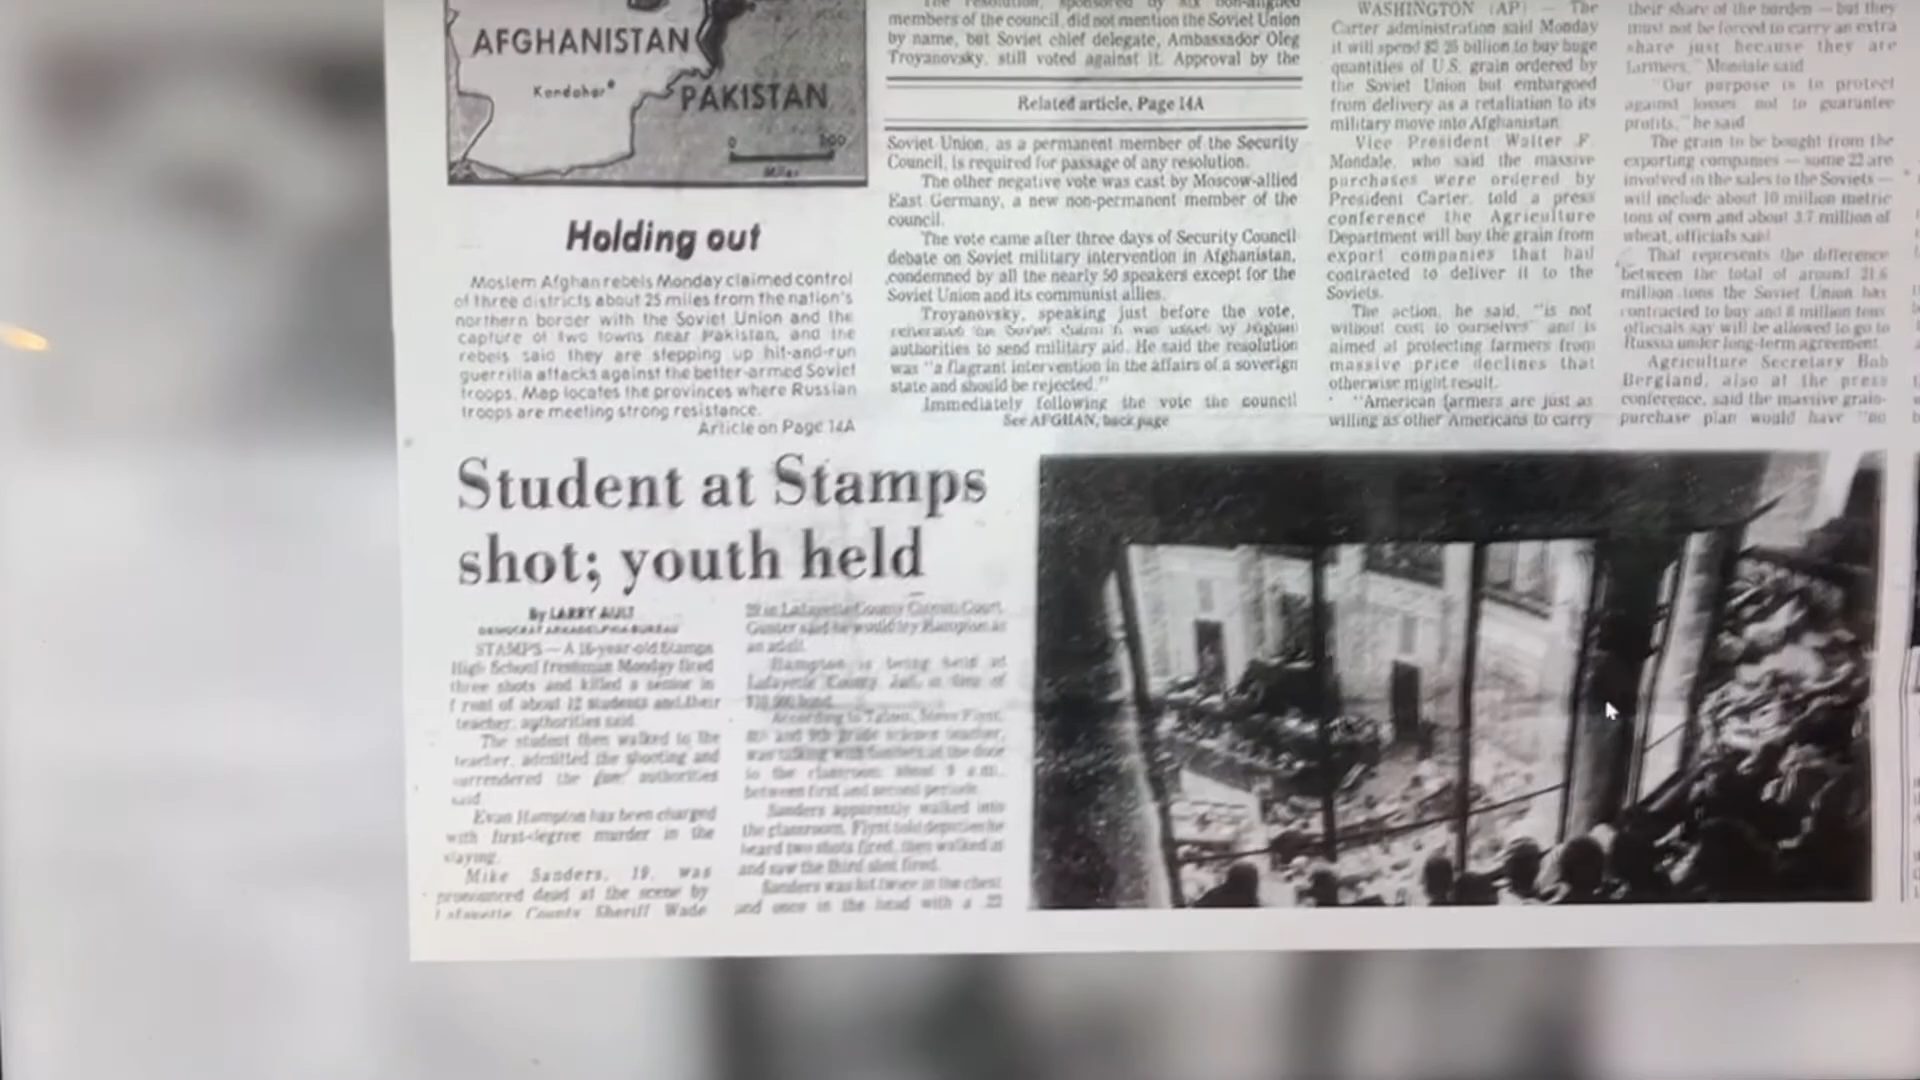 AFGHANISTAN
Kandahar
PAKISTAN
0
Miles
Holding out
Moslem Afghan rebels Monday claimed control
of three districts about 25 miles from the nation's
northern border with the Soviet Union and the
capture of two towns near Pakistan, and the
rebels said they are stepping up hit-and-run
guerrilla attacks against the better-armed Soviet
troops. Map locates the provinces where Russian
troops are meeting strong resistance.
Article on Page 14A
The resolution, sponsored by six non-aligned
members of the council, did not mention the Soviet Union
by name, but Soviet chief delegate, Ambassador Oleg
Troyanovsky, still voted against it. Approval by the
Related article, Page 14A
Soviet Union, as a permanent member of the Security
Council, is required for passage of any resolution.
The other negative vote was cast by Moscow-allied
East Germany, a new non-permanent member of the
council.
The vote came after three days of Security Council
debate on Soviet military intervention in Afghanistan,
condemned by all the nearly 50 speakers except for the
Soviet Union and its communist allies.
Troyanovsky, speaking just before the vote,
authorities to send military aid. He said the resolution
was "a flagrant intervention in the affairs of a soverign
state and should be rejected."
Immediately following the vote the council
See AFGHAN, back page
WASHINGTON (AP) — The
Carter administration said Monday
it will spend billion to buy huge
quantities of U.S. grain ordered by
the Soviet Union but embargoed
from delivery as a retaliation to its
military move into Afghanistan.
Vice President Walter F.
Mondale, who said the massive
purchases were ordered by
President Carter, told a press
conference the Agriculture
Department will buy the grain from
export companies that had
contracted to deliver it to the
Soviets.
The action, he said, "is not
without cost to ourselves" and is
aimed at protecting farmers from
massive price declines that
otherwise might result.
"American farmers are just as
willing as other Americans to carry
their share of the burden — but they
must not be forced to carry an extra
share just because they are
farmers," Mondale said.
"Our purpose is to protect
against losses not to guarantee
profits," he said
The grain to be bought from the
exporting companies — some 22 are
involved in the sales to the Soviets —
will include about 10 million metric
tons of corn and about 3.7 million of
wheat, officials said
That represents the difference
between the total of around 21.6
million tons the Soviet Union has
contracted to buy and 8 million tons
officials say will be allowed to go to
Russia under long-term agreement.
Agriculture Secretary Bob
Bergland, also at the press
conference, said the massive grain-
purchase plan would have "no
Student at Stamps
shot; youth held
By LARRY AULT
DEMOCRAT ARKADELPHIA BUREAU
STAMPS — A 16-year-old Stamps
High School freshman Monday fired
three shots and killed a senior in
front of about 12 students and their
teacher, authorities said.
The student then walked to the
teacher, admitted the shooting and
surrendered the gun, authorities
said.
Evan Hampton has been charged
with first-degree murder in the
slaying.
Mike Sanders, 19, was
pronounced dead at the scene by
Lafayette County Sheriff Wade
in Lafayette County Circuit Court.
Gunter said he would try Hampton as
an adult.
Hampton is being held at
Lafayette County Jail in lieu of
bond.
According to
8th and 9th grade science teacher,
was talking with Sanders at the door
to the classroom about 9 a.m.
between first and second periods.
Sanders apparently walked into
the classroom. Flynt told deputies he
heard two shots fired, then walked in
and saw the third shot fired.
Sanders was hit twice in the chest
and once in the head with a .22